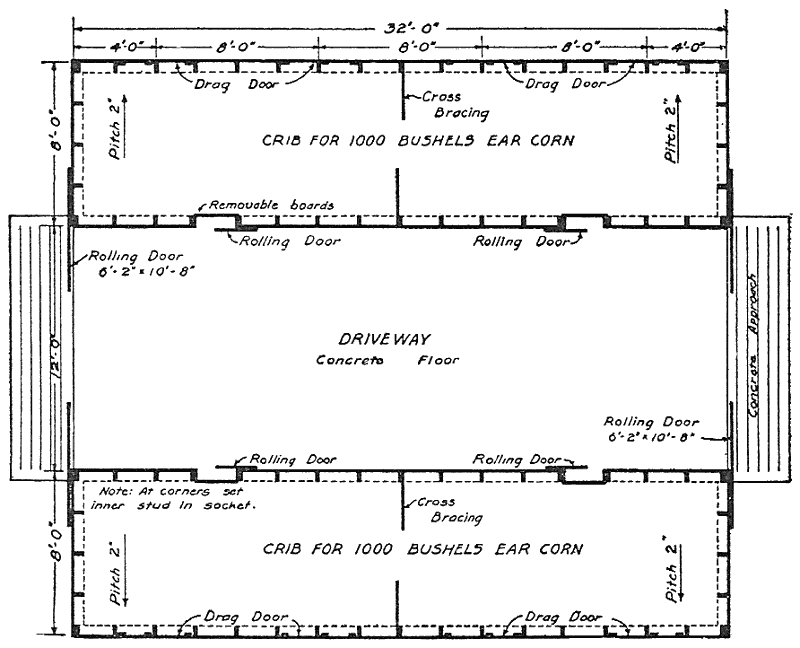 32'-0"
4'-0" 8'-0" 8'-0" 8'-0" 4'-0"
Drag Door
Drag Door
Cross
Bracing
8'-0"
Pitch 2"
Pitch 2"
CRIB FOR 1000 BUSHELS EAR CORN
Removable boards
Rolling Door
Rolling Door
Rolling Door
6'-2" x 10'-8"
12'-0"
DRIVEWAY
Concrete Floor
Concrete Approach
Rolling Door
6'-2" x 10'-8"
Rolling Door
Rolling Door
Note: At corners set
inner stud in socket.
Cross
Bracing
8'-0"
Pitch 2"
Pitch 2"
CRIB FOR 1000 BUSHELS EAR CORN
Drag Door
Drag Door